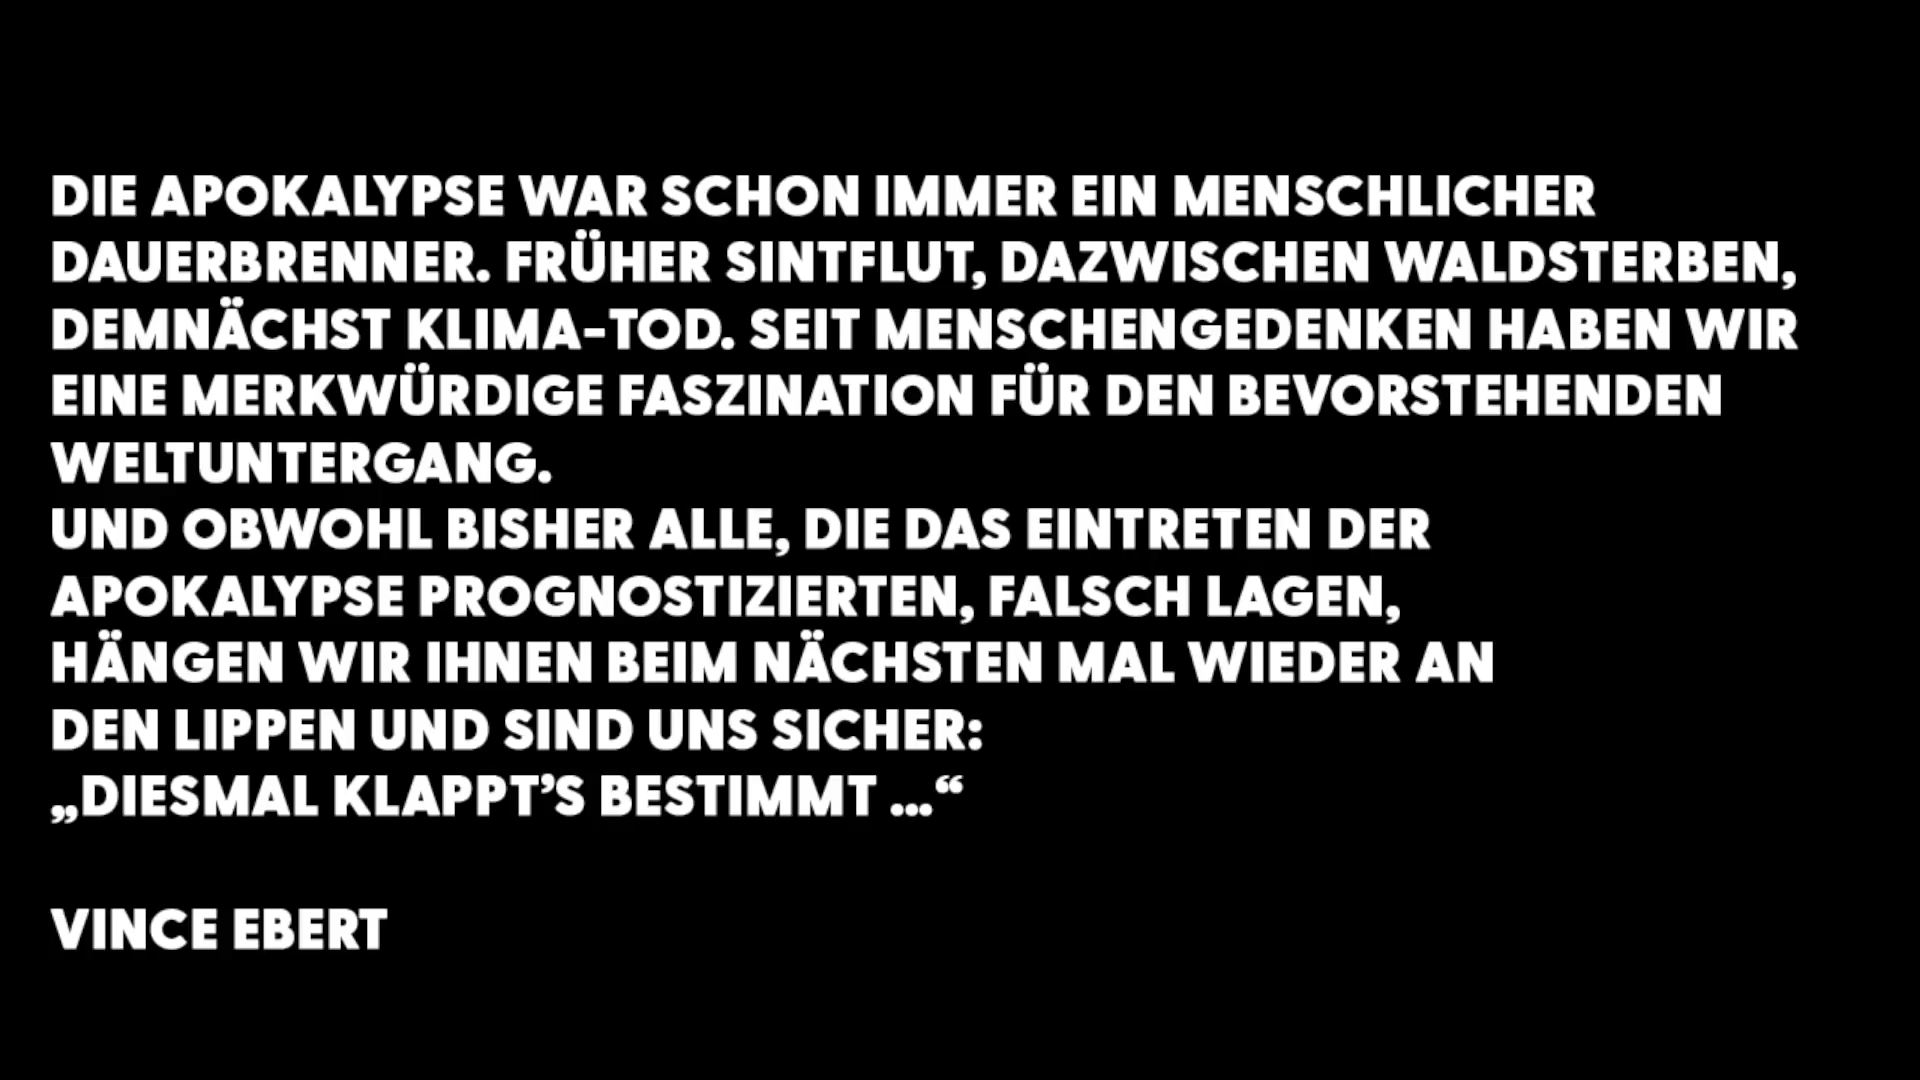 DIE APOKALYPSE WAR SCHON IMMER EIN MENSCHLICHER
DAUERBRENNER. FRÜHER SINTFLUT, DAZWISCHEN WALDSTERBEN,
DEMNÄCHST KLIMA-TOD. SEIT MENSCHENGEDENKEN HABEN WIR
EINE MERKWÜRDIGE FASZINATION FÜR DEN BEVORSTEHENDEN
WELTUNTERGANG.
UND OBWOHL BISHER ALLE, DIE DAS EINTRETEN DER
APOKALYPSE PROGNOSTIZIERTEN, FALSCH LAGEN,
HÄNGEN WIR IHNEN BEIM NÄCHSTEN MAL WIEDER AN
DEN LIPPEN UND SIND UNS SICHER:
„DIESMAL KLAPPT’S BESTIMMT ...“
VINCE EBERT